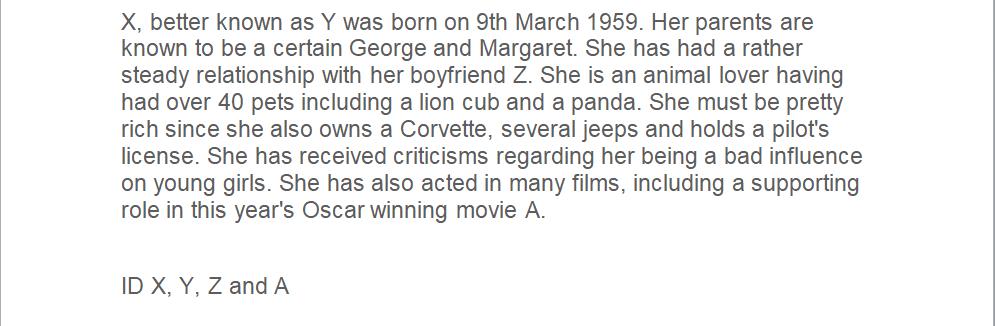 X, better known as Y was born on 9th March 1959. Her parents are
known to be a certain George and Margaret. She has had a rather
steady relationship with her boyfriend Z. She is an animal lover having
had over 40 pets including a lion cub and a panda. She must be pretty
rich since she also owns a Corvette, several jeeps and holds a pilot's
license. She has received criticisms regarding her being a bad influence
on young girls. She has also acted in many films, including a supporting
role in this year's Oscar winning movie A.
ID X, Y, Z and A